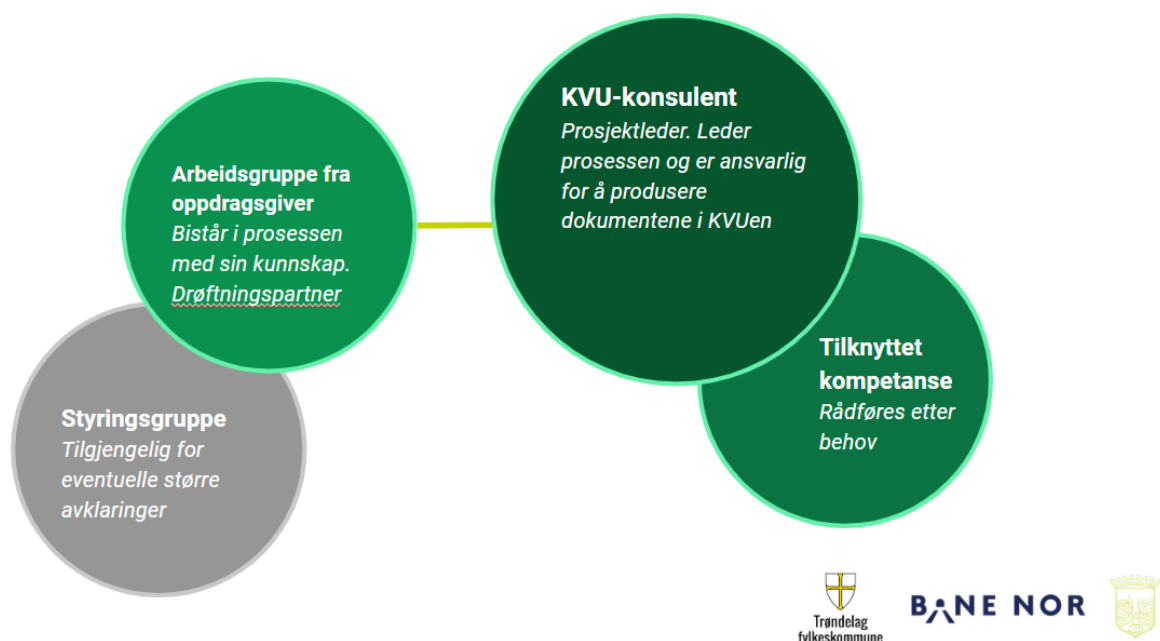 KVU-konsulent
Prosjektleder. Leder
prosessen og er ansvarlig
for å produsere
dokumentene i KVUen
Arbeidsgruppe fra
oppdragsgiver
Bistår i prosessen
med sin kunnskap.
Drøftningspartner
Tilknyttet
kompetanse
Rådføres etter
behov
Styringsgruppe
Tilgjengelig for
eventuelle større
avklaringer
Trøndelag
fylkeskommune
BANE NOR